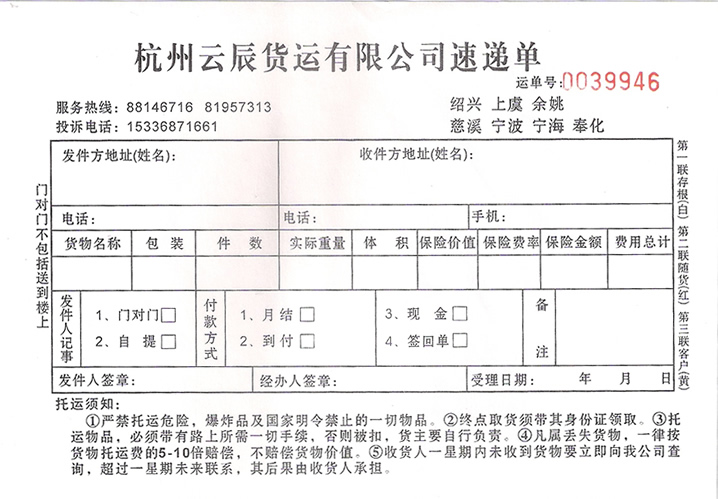 杭州云辰货运有限公司速递单
运单号:0039946
服务热线: 88146716 81957313
绍兴 上虞 余姚
投诉电话: 15336871661
慈溪 宁波 宁海 奉化
发件方地址(姓名):
收件方地址(姓名):
电话:
电话:
手机:
货物名称 包装 件数 实际重量 体积 保险价值 保险费率 保险金额 费用总计
发件人记事
1、门对门□
2、自提□
付款方式
1、月结□
3、现金□
2、到付□
4、签回单□
备注
发件人签章:
经办人签章:
受理日期: 年 月 日
门对门不包括送到楼上
第一联存根(白) 第二联随货(红) 第三联客户(黄)
托运须知:
①严禁托运危险，爆炸品及国家明令禁止的一切物品。②终点取货须带其身份证领取。③托
运物品，必须带有路上所需一切手续，否则被扣，货主要自行负责。④凡属丢失货物，一律按
货物托运费的5-10倍赔偿，不赔偿货物价值。⑤收货人一星期内未收到货物要立即向我公司查
询，超过一星期未来联系，其后果由收货人承担。